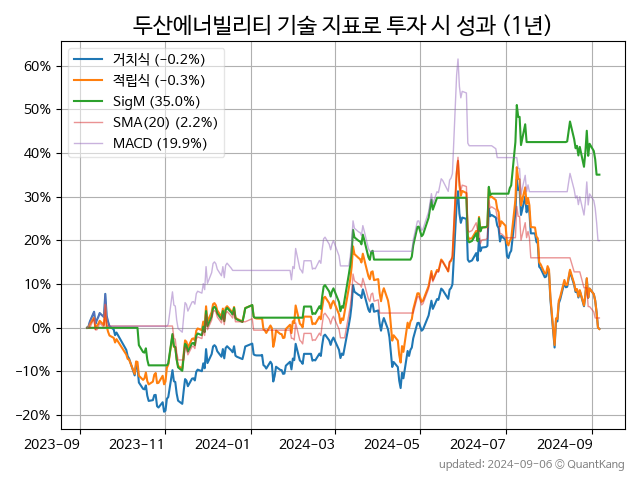 두산에너빌리티 기술 지표로 투자 시 성과 (1년)
거치식 (−0.2%)
적립식 (−0.3%)
SigM (35.0%)
SMA(20) (2.2%)
MACD (19.9%)
60%
50%
40%
30%
20%
10%
0%
−10%
−20%
2023-09 2023-11 2024-01 2024-03 2024-05 2024-07 2024-09
updated: 2024-09-06 © QuantKang